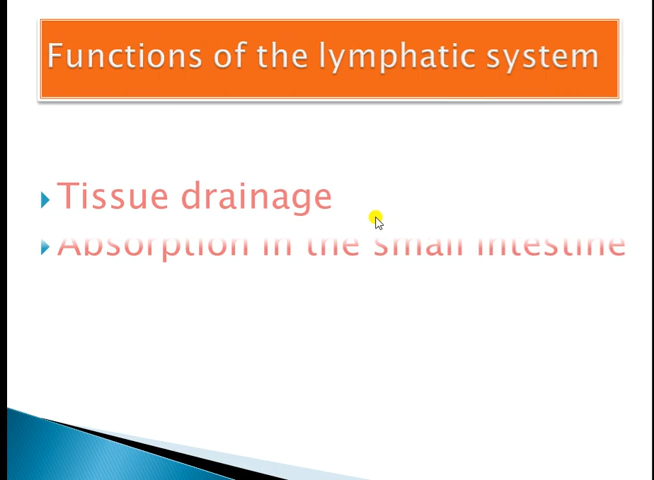 Functions of the lymphatic system
Tissue drainage
Absorption in the small intestine